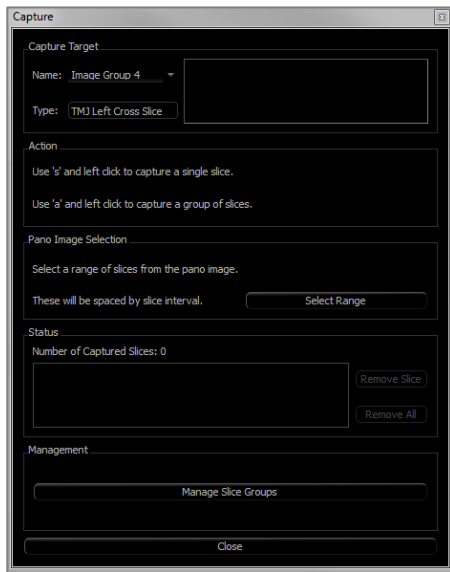 Capture
Capture Target
Name: Image Group 4
Type: TMJ Left Cross Slice
Action
Use 's' and left click to capture a single slice.
Use 'a' and left click to capture a group of slices.
Pano Image Selection
Select a range of slices from the pano image.
These will be spaced by slice interval. Select Range
Status
Number of Captured Slices: 0
Remove Slice
Remove All
Management
Manage Slice Groups
Close